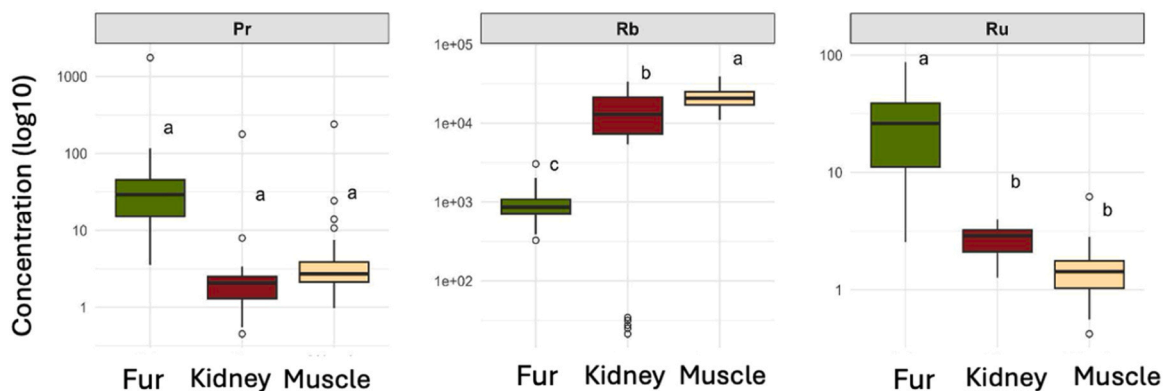 Pr Rb Ru
Concentration (log10)
1000
100
10
1
a a a
1e+05
1e+04
1e+03
1e+02
c b a
100
10
1
a b b
Fur Kidney Muscle Fur Kidney Muscle Fur Kidney Muscle